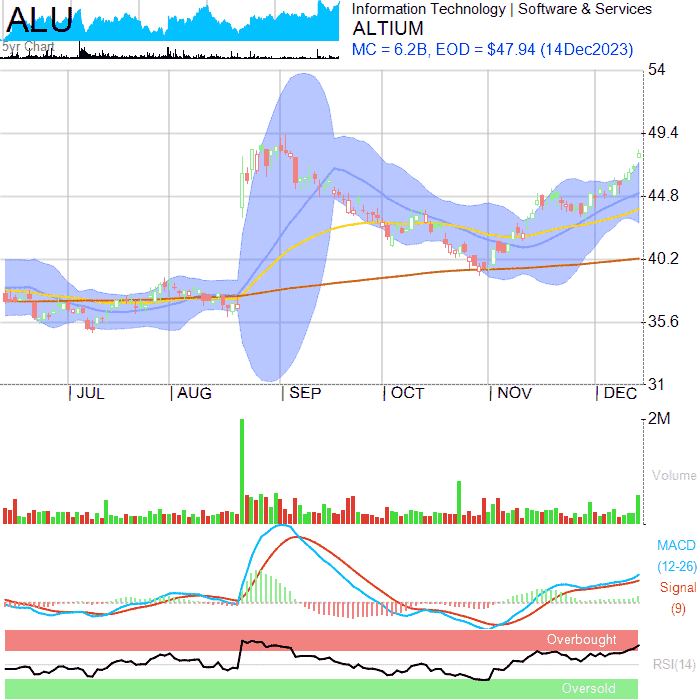 ALU
5yr Chart
Information Technology | Software & Services
ALTIUM
MC = 6.2B, EOD = $47.94 (14Dec2023)
54
49.4
44.8
40.2
35.6
31
JUL
AUG
SEP
OCT
NOV
DEC
2M
Volume
MACD
(12-26)
Signal
(9)
Overbought
RSI(14)
Oversold